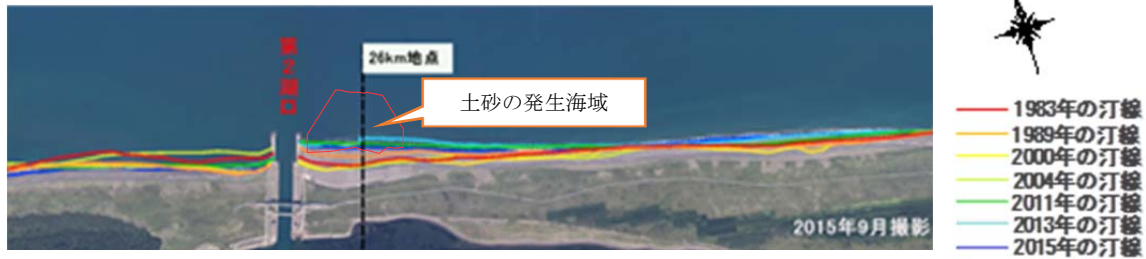 第2湖口
26km地点
土砂の発生海域
2015年9月撮影
1983年の汀線
1989年の汀線
2000年の汀線
2004年の汀線
2011年の汀線
2013年の汀線
2015年の汀線